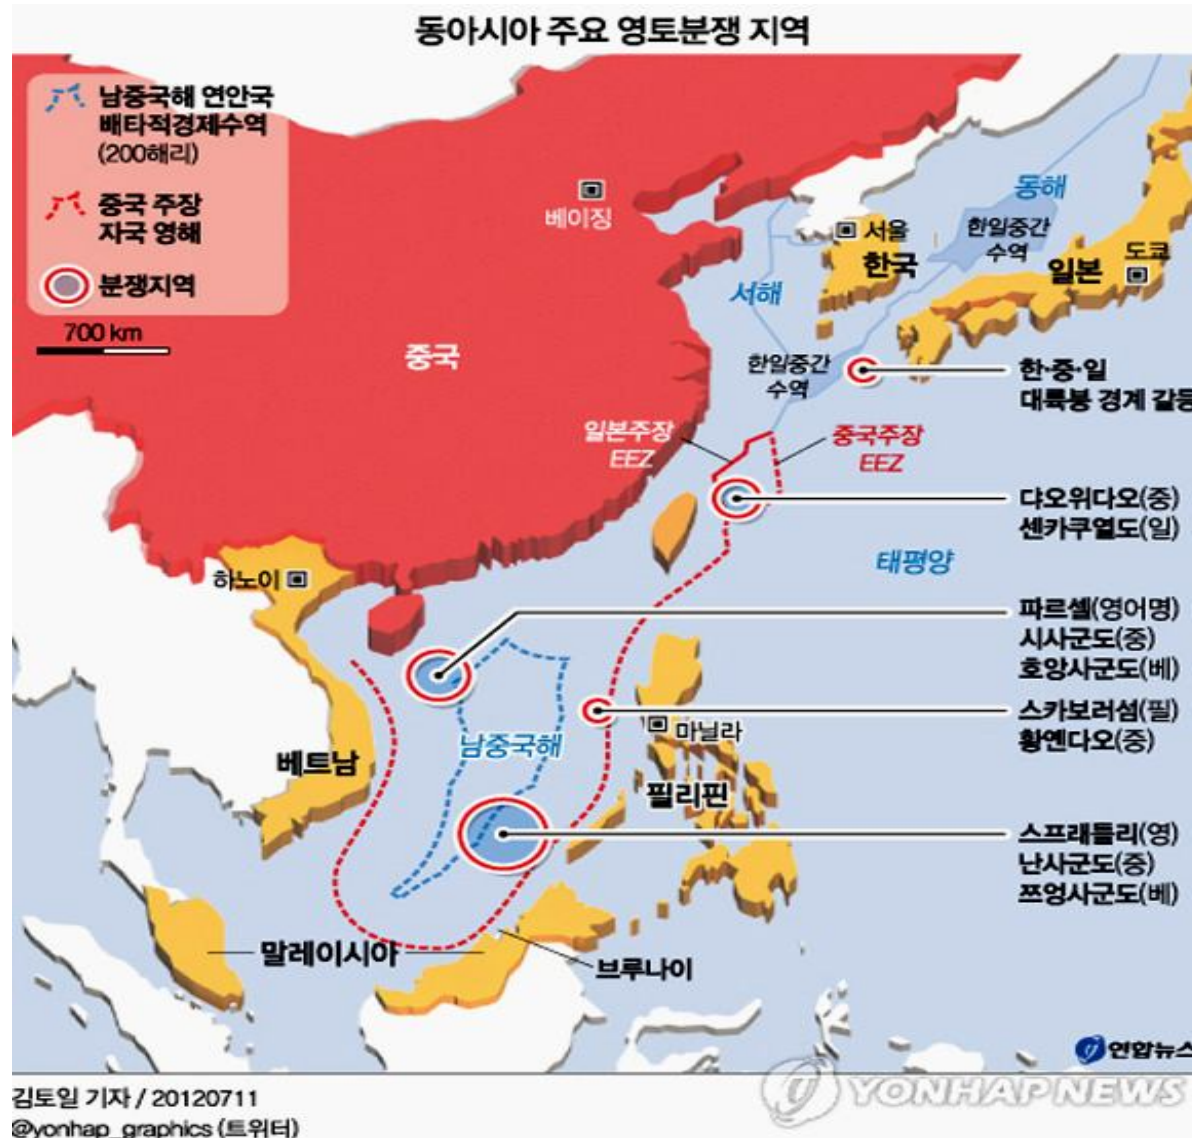 동아시아 주요 영토분쟁 지역
남중국해 연안국
배타적경제수역
(200해리)
중국 주장
자국 영해
분쟁지역
700 km
베이징
중국
서울
한국
동해
한일중간
수역
도쿄
일본
서해
한일중간
수역
한·중·일
대륙붕 경계 갈등
일본주장
EEZ
중국주장
EEZ
댜오위다오(중)
센카쿠열도(일)
태평양
하노이
파르셀(영어명)
시사군도(중)
호앙사군도(베)
스카보러섬(필)
황옌다오(중)
마닐라
남중국해
베트남
필리핀
스프래틀리(영)
난사군도(중)
쯔엉사군도(베)
말레이시아
브루나이
연합뉴스
YONHAP NEWS
김토일 기자 / 20120711
@yonhap_graphics (트위터)